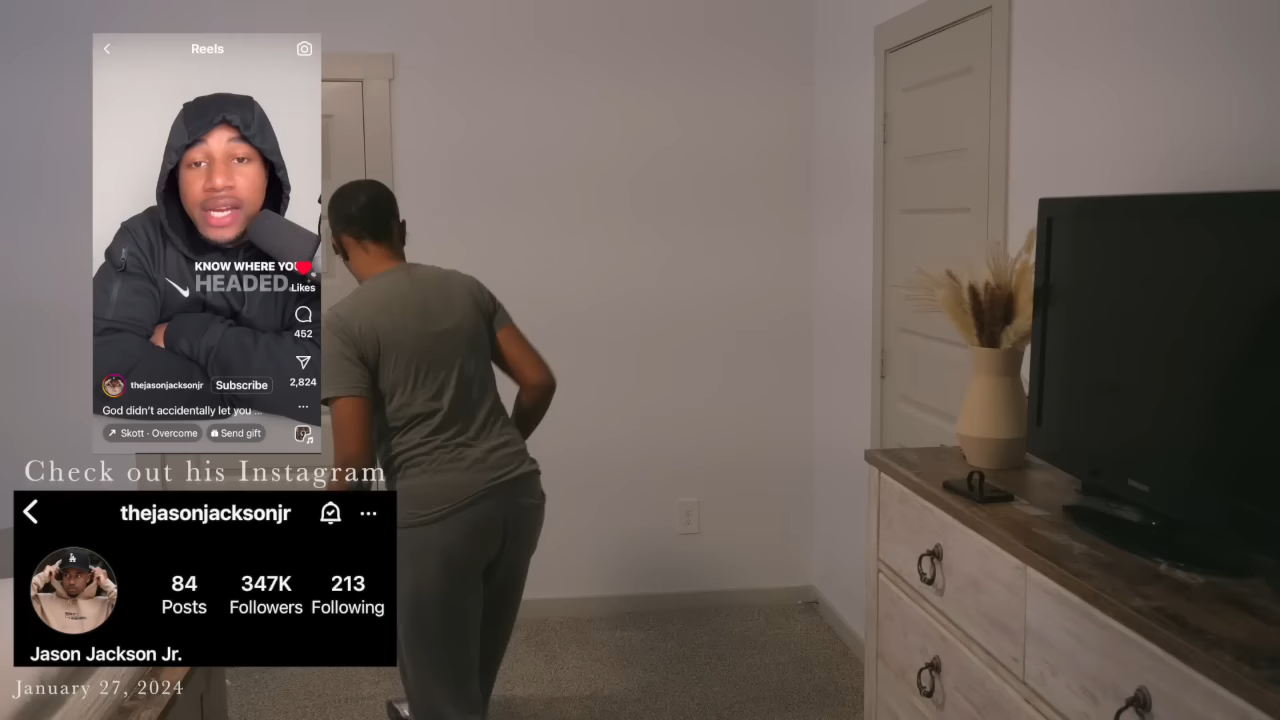 Reels
KNOW WHERE YOU
HEADED
Likes
452
thejasonjacksonjr
Subscribe
2,824
God didn't accidentally let you ...
Skott · Overcome
Send gift
Check out his Instagram
thejasonjacksonjr
84
347K
213
Posts
Followers
Following
Jason Jackson Jr.
January 27, 2024